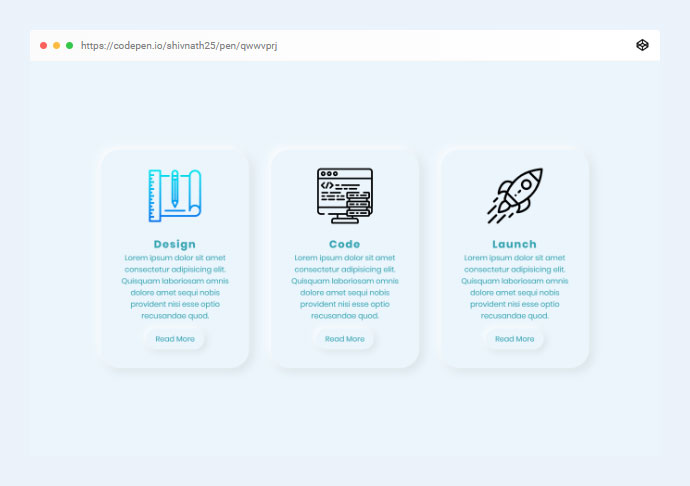 https://codepen.io/shivnath25/pen/qwwvprj
Design
Lorem ipsum dolor sit amet
consectetur adipisicing elit.
Quisquam laboriosam omnis
dolore amet sequi nobis
provident nisi esse optio
recusandae quod.
Read More
Code
Lorem ipsum dolor sit amet
consectetur adipisicing elit.
Quisquam laboriosam omnis
dolore amet sequi nobis
provident nisi esse optio
recusandae quod.
Read More
Launch
Lorem ipsum dolor sit amet
consectetur adipisicing elit.
Quisquam laboriosam omnis
dolore amet sequi nobis
provident nisi esse optio
recusandae quod.
Read More